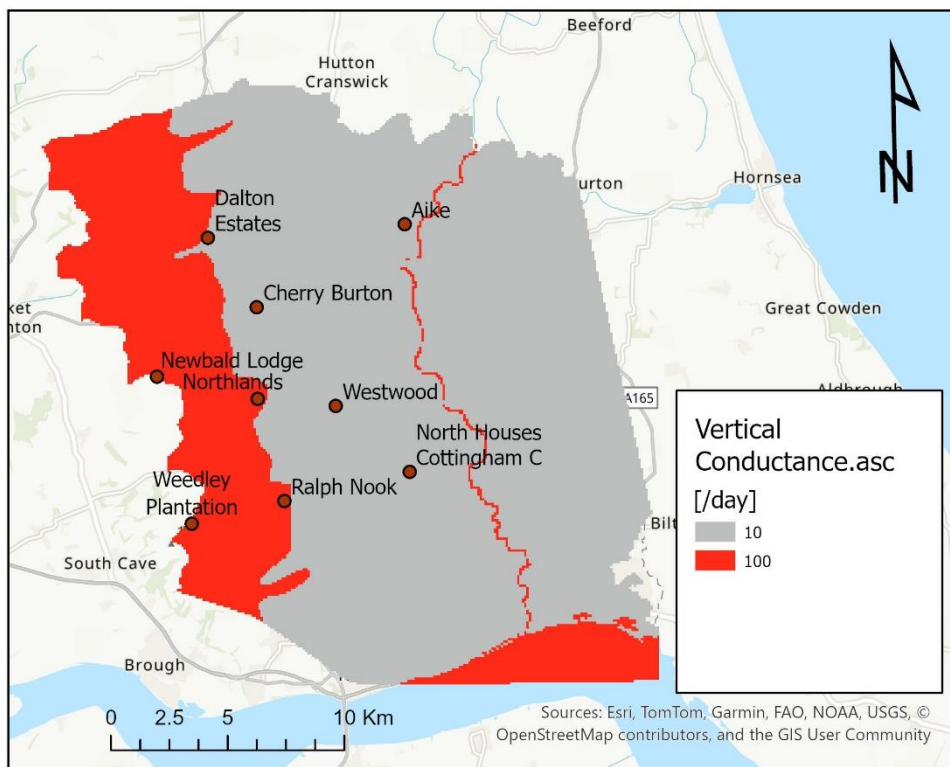 Beeford
Hutton
Cranswick
N
urton
Hornsea
Dalton
Estates
Aike
Cherry Burton
Great Cowden
ket
nton
Newbald Lodge
Northlands
Westwood
A165
Aldbrough
North Houses
Cottingham C
Weedley
Plantation
Ralph Nook
Vertical
Conductance.asc
[/day]
10
100
Bilt
South Cave
Brough
0 2.5 5 10 Km
Sources: Esri, TomTom, Garmin, FAO, NOAA, USGS, ©
OpenStreetMap contributors, and the GIS User Community